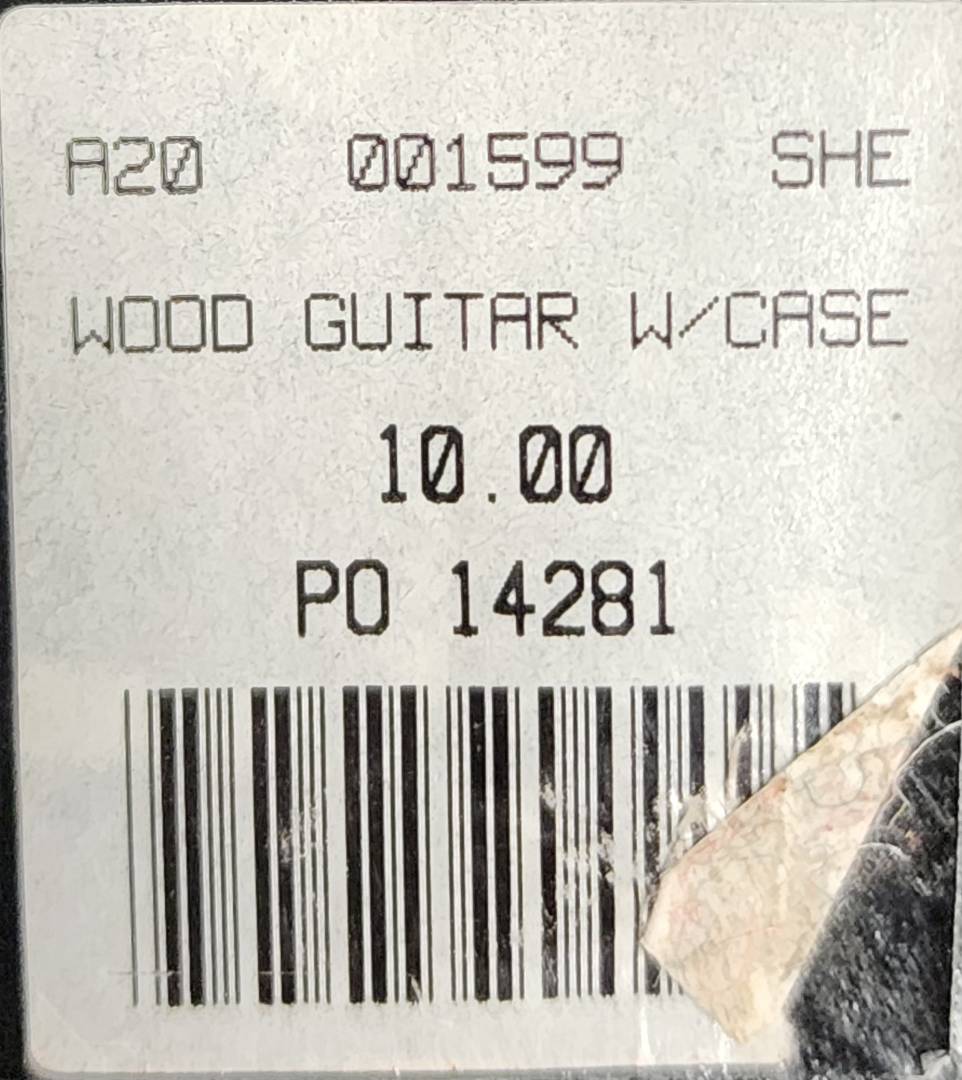 A20 001599 SHE
WOOD GUITAR W/CASE
10.00
PO 14281